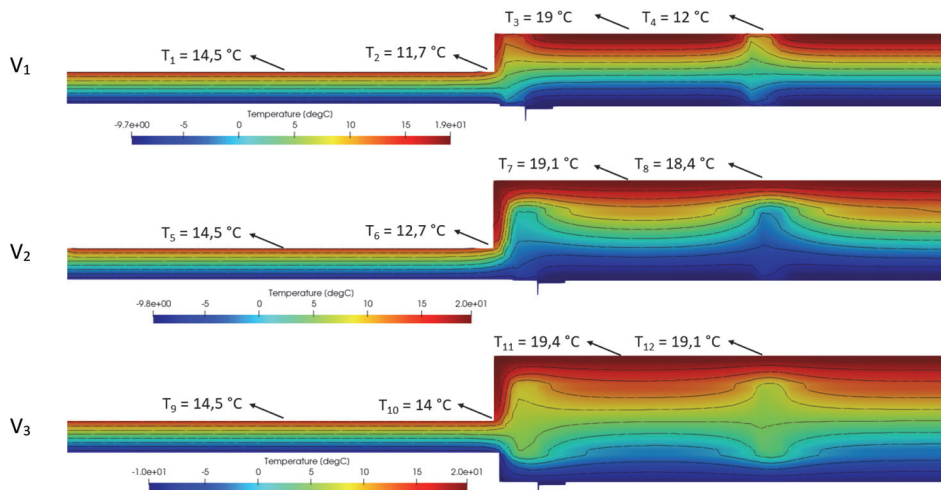 T3 = 19 °C T4 = 12 °C
T1 = 14,5 °C T2 = 11,7 °C
V1
Temperature (degC)
-9.7e+00 -5 0 5 10 1.9e+01
T7 = 19,1 °C T8 = 18,4 °C
V2
T5 = 14,5 °C T6 = 12,7 °C
Temperature (degC)
-9.8e+00 -5 0 5 10 15 2.0e+01
T11 = 19,4 °C T12 = 19,1 °C
T9 = 14,5 °C T10 = 14 °C
V3
Temperature (degC)
-1.0e+01 -5 0 5 10 15 2.0e+01